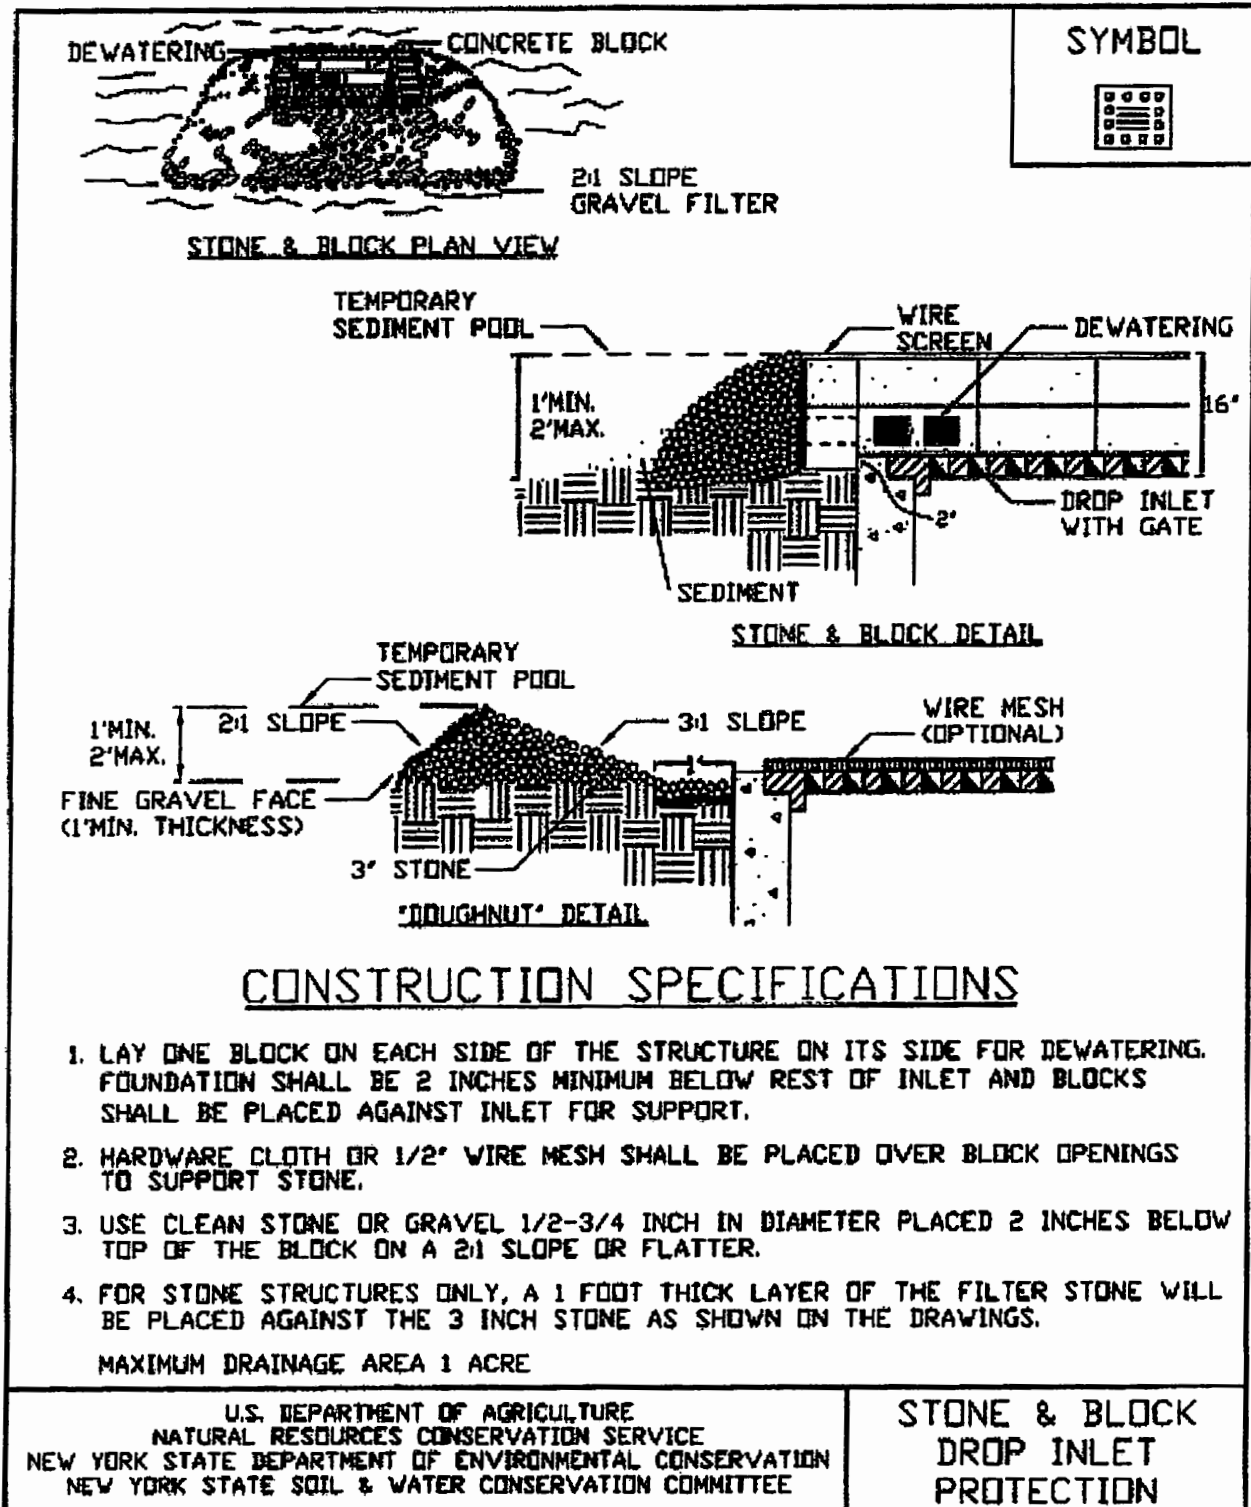 SYMBOL
DEWATERING
CONCRETE BLOCK
2:1 SLOPE
GRAVEL FILTER
STONE & BLOCK PLAN VIEW
TEMPORARY
SEDIMENT POOL
WIRE
SCREEN
DEWATERING
1'MIN.
2'MAX.
16"
DROP INLET
WITH GATE
2"
SEDIMENT
STONE & BLOCK DETAIL
TEMPORARY
SEDIMENT POOL
1'MIN.
2'MAX.
2:1 SLOPE
3:1 SLOPE
WIRE MESH
(OPTIONAL)
FINE GRAVEL FACE
(1'MIN. THICKNESS)
3" STONE
"DOUGHNUT" DETAIL
CONSTRUCTION SPECIFICATIONS
1. LAY ONE BLOCK ON EACH SIDE OF THE STRUCTURE ON ITS SIDE FOR DEWATERING.
FOUNDATION SHALL BE 2 INCHES MINIMUM BELOW REST OF INLET AND BLOCKS
SHALL BE PLACED AGAINST INLET FOR SUPPORT.
2. HARDWARE CLOTH OR 1/2" WIRE MESH SHALL BE PLACED OVER BLOCK OPENINGS
TO SUPPORT STONE.
3. USE CLEAN STONE OR GRAVEL 1/2-3/4 INCH IN DIAMETER PLACED 2 INCHES BELOW
TOP OF THE BLOCK ON A 2:1 SLOPE OR FLATTER.
4. FOR STONE STRUCTURES ONLY, A 1 FOOT THICK LAYER OF THE FILTER STONE WILL
BE PLACED AGAINST THE 3 INCH STONE AS SHOWN ON THE DRAWINGS.
MAXIMUM DRAINAGE AREA 1 ACRE
U.S. DEPARTMENT OF AGRICULTURE
NATURAL RESOURCES CONSERVATION SERVICE
NEW YORK STATE DEPARTMENT OF ENVIRONMENTAL CONSERVATION
NEW YORK STATE SOIL & WATER CONSERVATION COMMITTEE
STONE & BLOCK
DROP INLET
PROTECTION